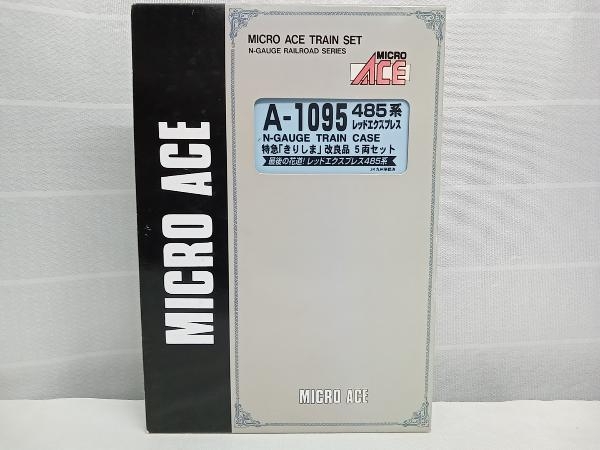 MICRO ACE
MICRO ACE TRAIN SET
N-GAUGE RAILROAD SERIES
MICRO
ACE
A-1095 485系
レッドエクスプレス
N-GAUGE TRAIN CASE
特急「きりしま」改良品 5両セット
最後の花道!レッドエクスプレス485系
MICRO ACE